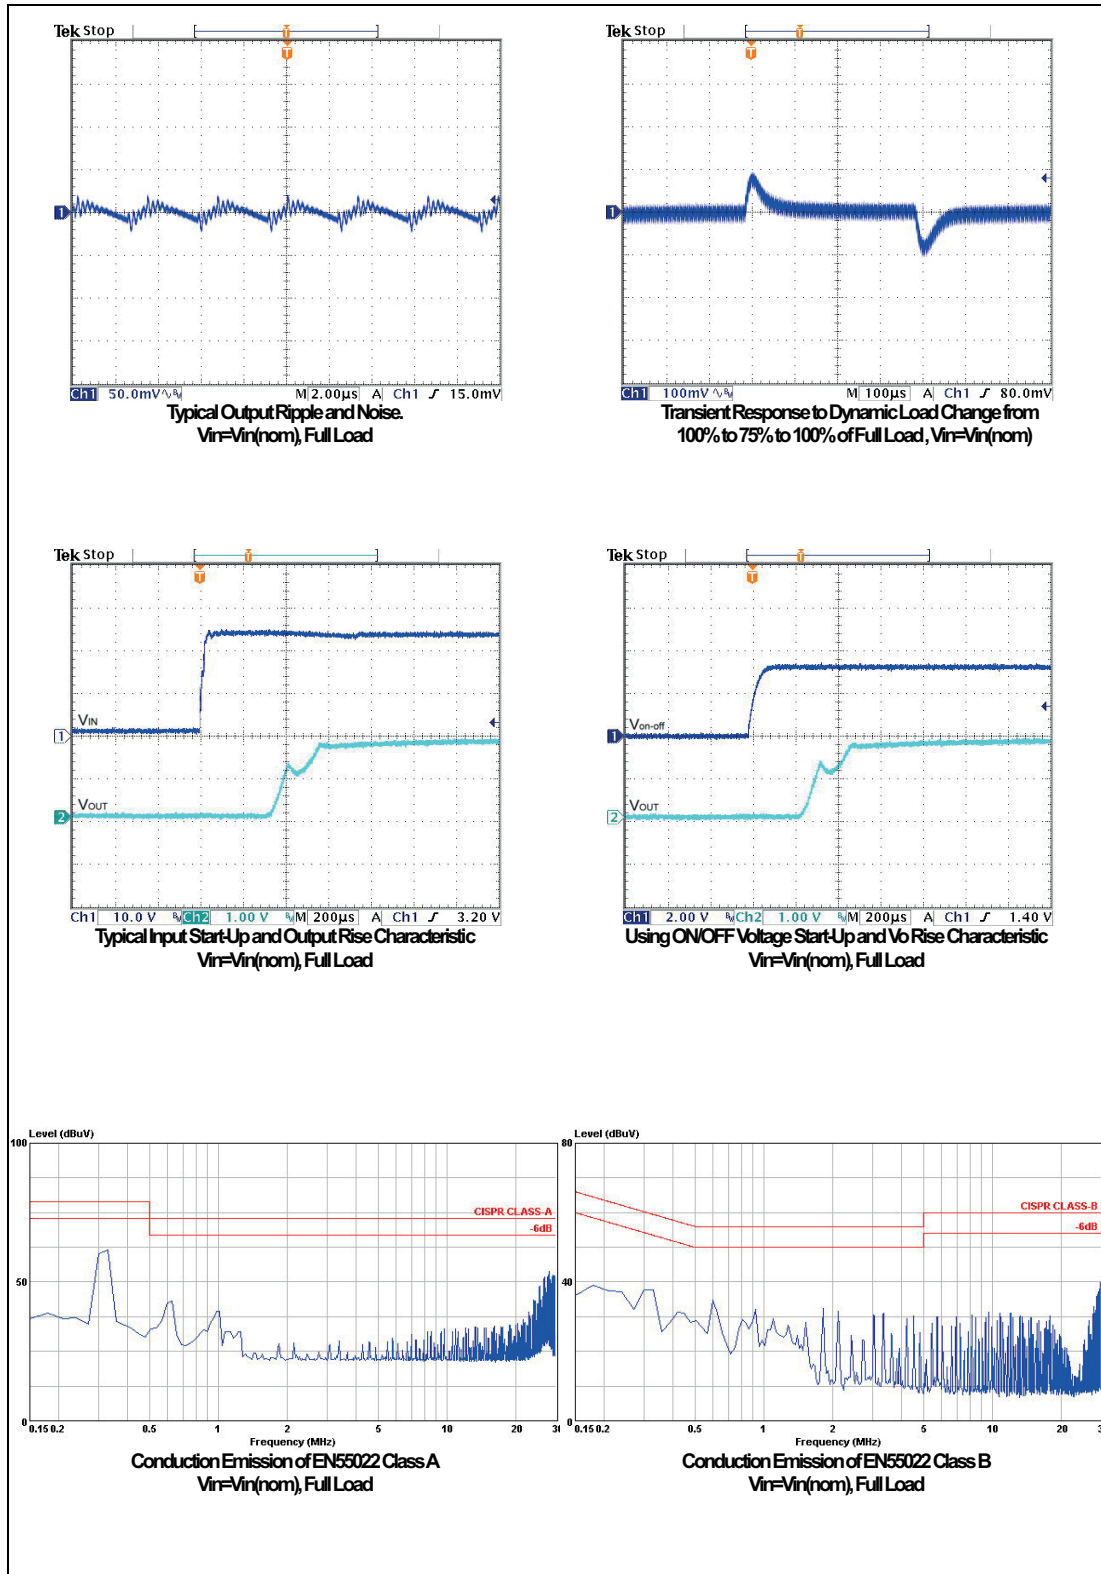 Tek Stop
T
T
1
Ch1 50.0mV∿BW M 2.00µs A Ch1 ʃ 15.0mV
Typical Output Ripple and Noise.
Vin=Vin(nom), Full Load
Tek Stop
T
T
1
Ch1 100mV∿BW M 100µs A Ch1 ʃ 80.0mV
Transient Response to Dynamic Load Change from
100% to 75% to 100% of Full Load , Vin=Vin(nom)
Tek Stop
T
T
VIN
1
VOUT
2
Ch1 10.0 V BW Ch2 1.00 V BW M 200µs A Ch1 ʃ 3.20 V
Typical Input Start-Up and Output Rise Characteristic
Vin=Vin(nom), Full Load
Tek Stop
T
T
Von-off
1
VOUT
2
Ch1 2.00 V BW Ch2 1.00 V BW M 200µs A Ch1 ʃ 1.40 V
Using ON/OFF Voltage Start-Up and Vo Rise Characteristic
Vin=Vin(nom), Full Load
Level (dBuV)
100
CISPR CLASS-A
-6dB
50
0
0.15 0.2 0.5 1 2 5 10 20 30
Frequency (MHz)
Conduction Emission of EN55022 Class A
Vin=Vin(nom), Full Load
Level (dBuV)
80
CISPR CLASS-B
-6dB
40
0
0.15 0.2 0.5 1 2 5 10 20 3
Frequency (MHz)
Conduction Emission of EN55022 Class B
Vin=Vin(nom), Full Load